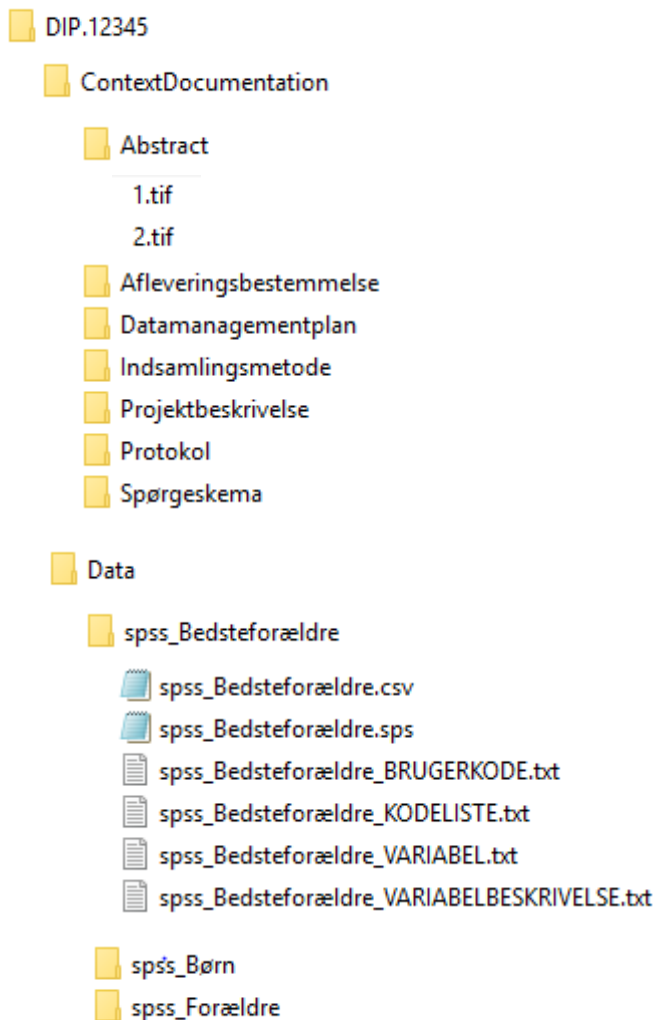 DIP.12345
ContextDocumentation
Abstract
1.tif
2.tif
Afleveringsbestemmelse
Datamanagementplan
Indsamlingsmetode
Projektbeskrivelse
Protokol
Spørgeskema
Data
spss_Bedsteforældre
spss_Bedsteforældre.csv
spss_Bedsteforældre.sps
spss_Bedsteforældre_BRUGERKODE.txt
spss_Bedsteforældre_KODELISTE.txt
spss_Bedsteforældre_VARIABEL.txt
spss_Bedsteforældre_VARIABELBESKRIVELSE.txt
spss_Børn
spss_Forældre